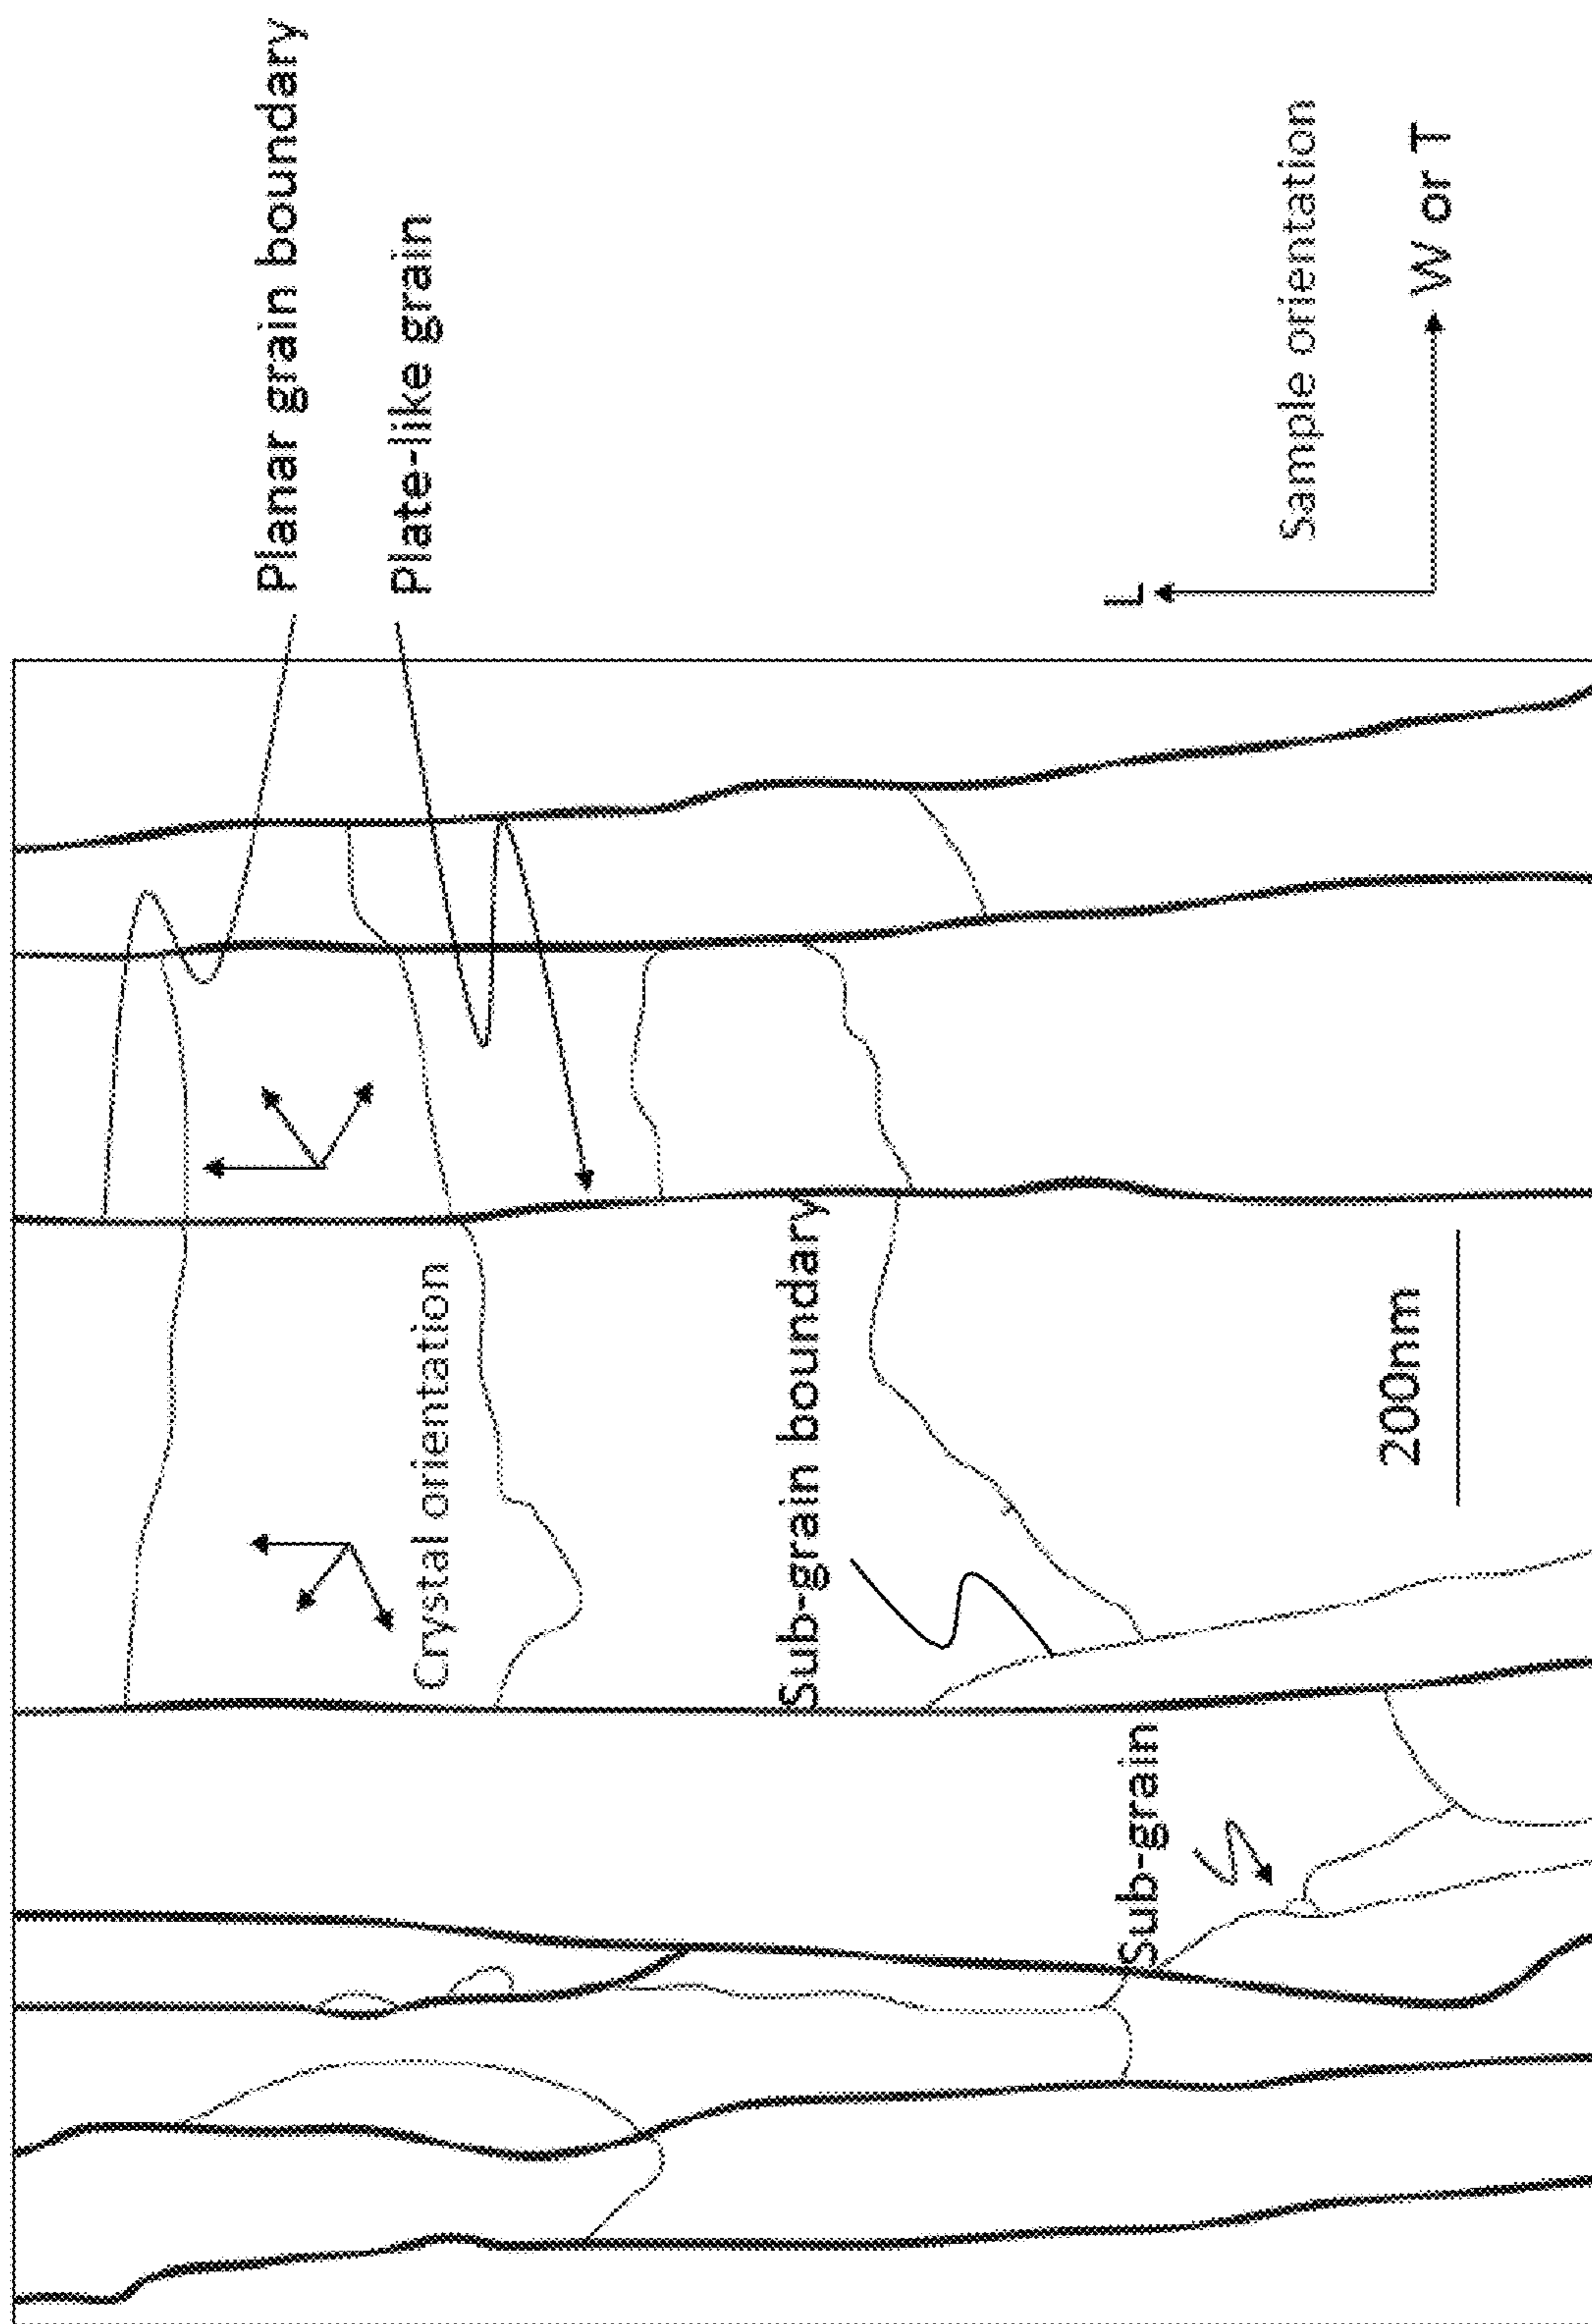 Planar grain boundary
Plate-like grain
Crystal orientation
Sub-grain boundary
Sub-grain
200nm
L
Sample orientation
W or T